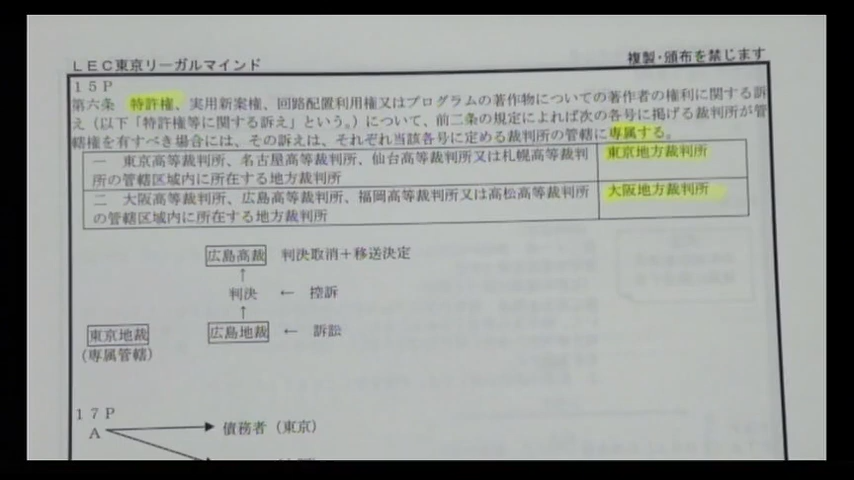 LEC東京リーガルマインド
複製・頒布を禁じます
15P
第六条 特許権、実用新案権、回路配置利用権又はプログラムの著作物についての著作者の権利に関する訴
え（以下「特許権等に関する訴え」という。）について、前二条の規定によれば次の各号に掲げる裁判所が管
轄権を有すべき場合には、その訴えは、それぞれ当該各号に定める裁判所の管轄に専属する。
一 東京高等裁判所、名古屋高等裁判所、仙台高等裁判所又は札幌高等裁判
所の管轄区域内に所在する地方裁判所
東京地方裁判所
二 大阪高等裁判所、広島高等裁判所、福岡高等裁判所又は高松高等裁判所
の管轄区域内に所在する地方裁判所
大阪地方裁判所
広島高裁 判決取消＋移送決定
↑
判決 ← 控訴
↑
東京地裁 広島地裁 ← 訴訟
（専属管轄）
17P
A 債務者（東京）